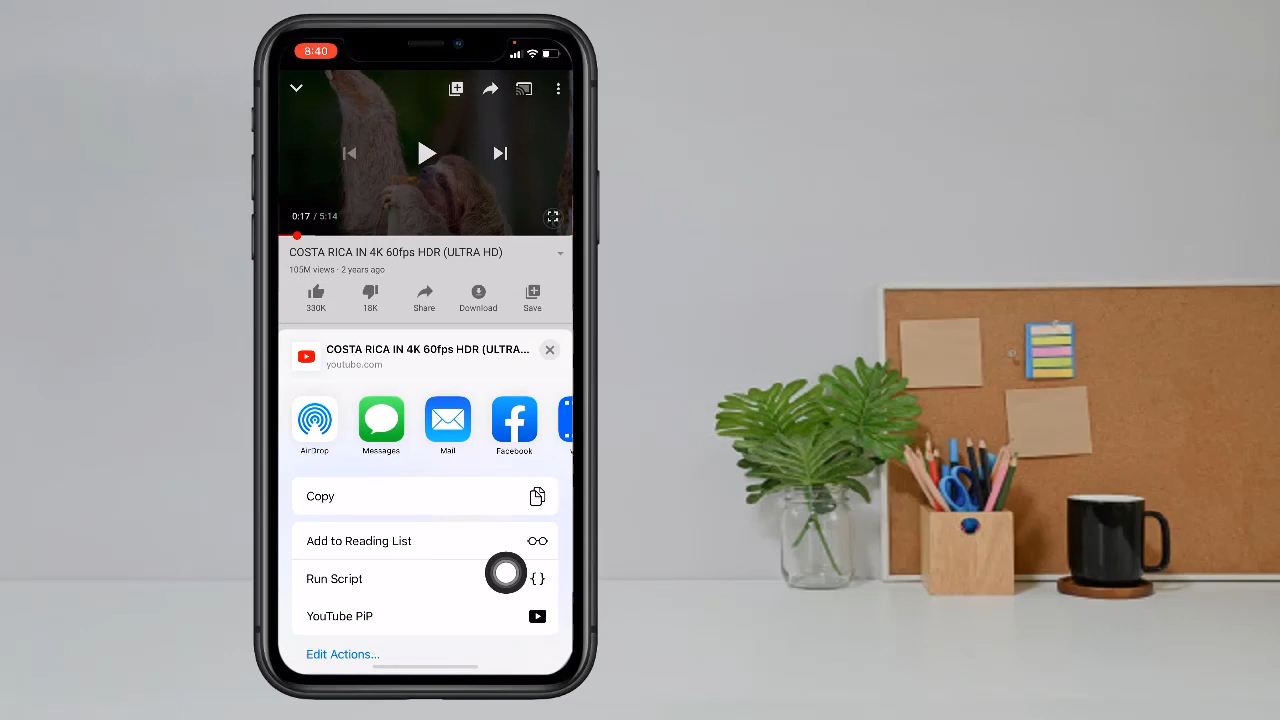 8:40
0:17 / 5:14
COSTA RICA IN 4K 60fps HDR (ULTRA HD)
105M views · 2 years ago
330K 18K Share Download Save
COSTA RICA IN 4K 60fps HDR (ULTRA...
youtube.com
AirDrop Messages Mail Facebook
Copy
Add to Reading List
Run Script
YouTube PiP
Edit Actions...